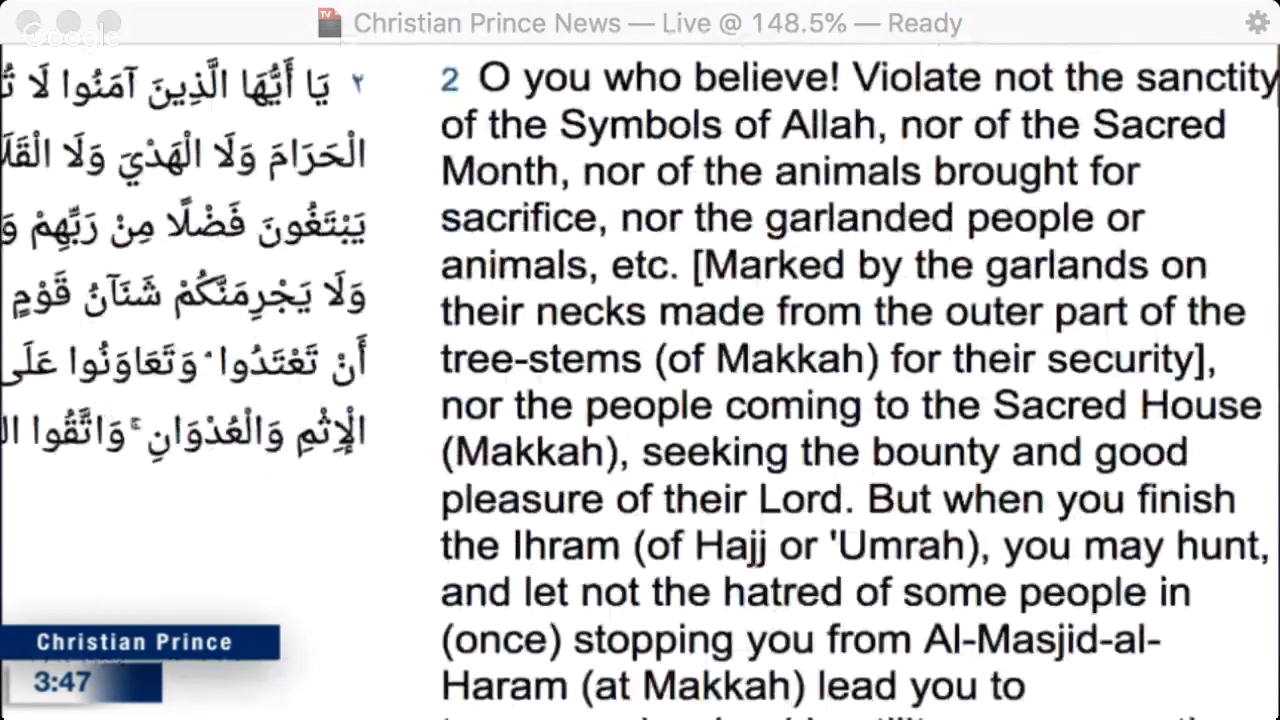 Christian Prince News — Live @ 148.5% — Ready
Google
٢ يَا أَيُّهَا الَّذِينَ آمَنُوا لَا
الْحَرَامَ وَلَا الْهَدْيَ وَلَا
يَبْتَغُونَ فَضْلًا مِنْ رَبِّهِمْ
وَلَا يَجْرِمَنَّكُمْ شَنَآنُ قَوْمٍ
أَنْ تَعْتَدُوا ۘ وَتَعَاوَنُوا عَلَى
الْإِثْمِ وَالْعُدْوَانِ ۚ وَاتَّقُوا
2 O you who believe! Violate not the sanctity
of the Symbols of Allah, nor of the Sacred
Month, nor of the animals brought for
sacrifice, nor the garlanded people or
animals, etc. [Marked by the garlands on
their necks made from the outer part of the
tree-stems (of Makkah) for their security],
nor the people coming to the Sacred House
(Makkah), seeking the bounty and good
pleasure of their Lord. But when you finish
the Ihram (of Hajj or 'Umrah), you may hunt,
and let not the hatred of some people in
(once) stopping you from Al-Masjid-al-
Haram (at Makkah) lead you to
Christian Prince
3:47